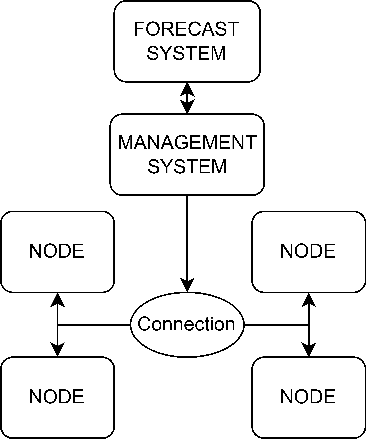 FORECAST
SYSTEM
MANAGEMENT
SYSTEM
NODE
NODE
Connection
NODE
NODE